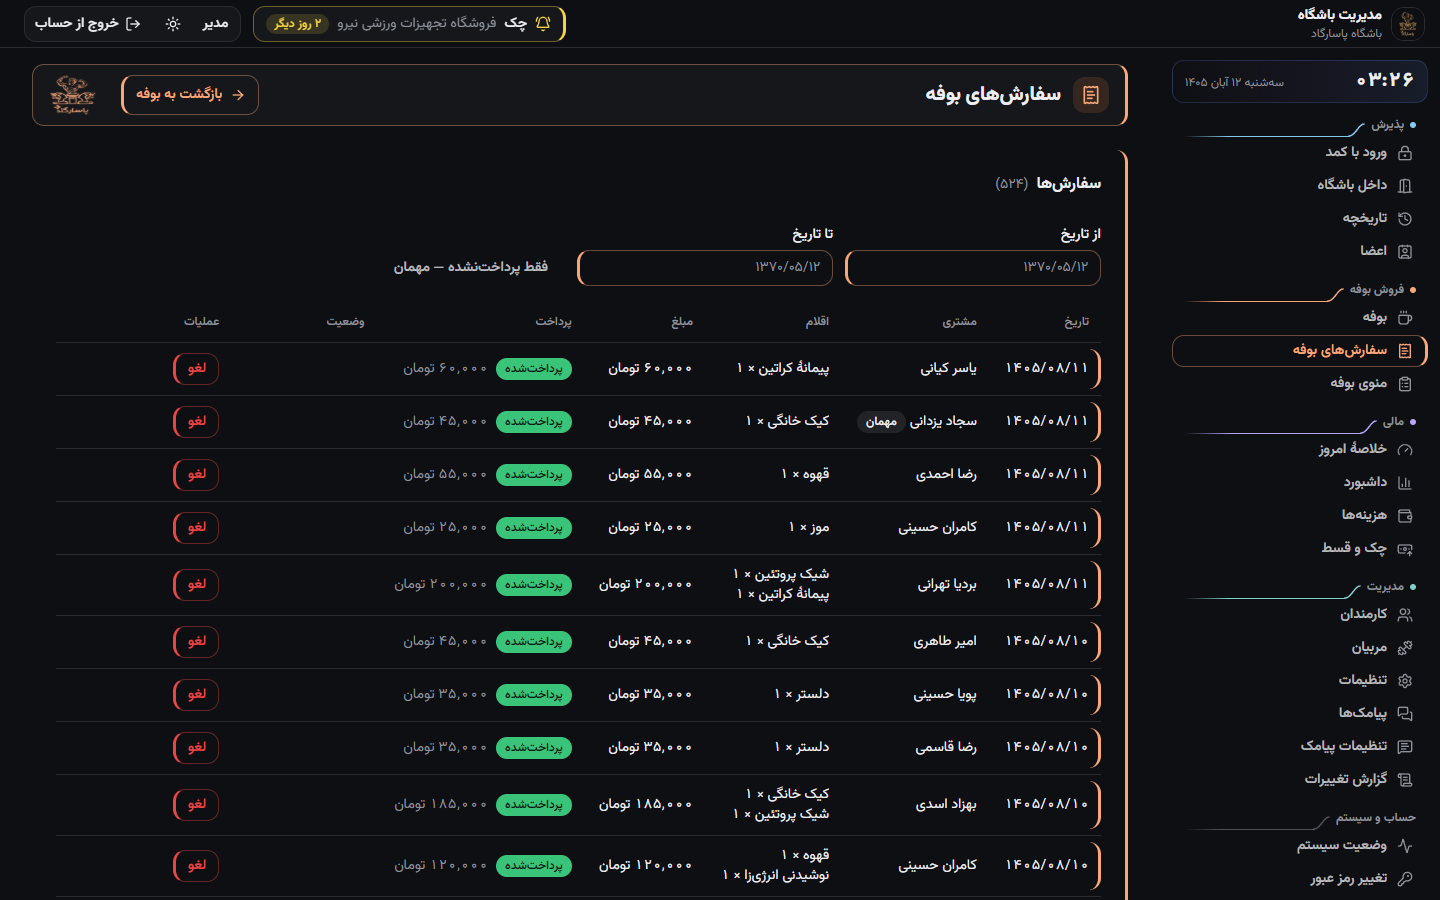 مدیریت باشگاه
باشگاه پاسارگاد
چک فروشگاه تجهیزات ورزشی نیرو ۲ روز دیگر
مدیر
خروج از حساب
۰۳:۲۶
سه‌شنبه ۱۲ آبان ۱۴۰۵
پذیرش
ورود با کمد
داخل باشگاه
تاریخچه
اعضا
فروش بوفه
بوفه
سفارش‌های بوفه
منوی بوفه
مالی
خلاصهٔ امروز
داشبورد
هزینه‌ها
چک و قسط
مدیریت
کارمندان
مربیان
تنظیمات
پیامک‌ها
تنظیمات پیامک
گزارش تغییرات
حساب و سیستم
وضعیت سیستم
تغییر رمز عبور
سفارش‌های بوفه
بازگشت به بوفه
پاسارگاد
سفارش‌ها (۵۲۴)
از تاریخ
تا تاریخ
۱۳۷۰/۰۵/۱۲
۱۳۷۰/۰۵/۱۲
فقط پرداخت‌نشده — مهمان
تاریخ مشتری اقلام مبلغ پرداخت وضعیت عملیات
۱۴۰۵/۰۸/۱۱ یاسر کیانی پیمانهٔ کراتین × ۱ ۶۰,۰۰۰ تومان پرداخت‌شده ۶۰,۰۰۰ تومان لغو
۱۴۰۵/۰۸/۱۱ سجاد یزدانی مهمان کیک خانگی × ۱ ۴۵,۰۰۰ تومان پرداخت‌شده ۴۵,۰۰۰ تومان لغو
۱۴۰۵/۰۸/۱۱ رضا احمدی قهوه × ۱ ۵۵,۰۰۰ تومان پرداخت‌شده ۵۵,۰۰۰ تومان لغو
۱۴۰۵/۰۸/۱۱ کامران حسینی موز × ۱ ۲۵,۰۰۰ تومان پرداخت‌شده ۲۵,۰۰۰ تومان لغو
۱۴۰۵/۰۸/۱۱ بردیا تهرانی شیک پروتئین × ۱ ۲۰۰,۰۰۰ تومان پرداخت‌شده ۲۰۰,۰۰۰ تومان لغو
پیمانهٔ کراتین × ۱
۱۴۰۵/۰۸/۱۰ امیر طاهری کیک خانگی × ۱ ۴۵,۰۰۰ تومان پرداخت‌شده ۴۵,۰۰۰ تومان لغو
۱۴۰۵/۰۸/۱۰ پویا حسینی دلستر × ۱ ۳۵,۰۰۰ تومان پرداخت‌شده ۳۵,۰۰۰ تومان لغو
۱۴۰۵/۰۸/۱۰ رضا قاسمی دلستر × ۱ ۳۵,۰۰۰ تومان پرداخت‌شده ۳۵,۰۰۰ تومان لغو
۱۴۰۵/۰۸/۱۰ بهزاد اسدی کیک خانگی × ۱ ۱۸۵,۰۰۰ تومان پرداخت‌شده ۱۸۵,۰۰۰ تومان لغو
شیک پروتئین × ۱
۱۴۰۵/۰۸/۱۰ کامران حسینی قهوه × ۱ ۱۲۰,۰۰۰ تومان پرداخت‌شده ۱۲۰,۰۰۰ تومان لغو
نوشیدنی انرژی‌زا × ۱